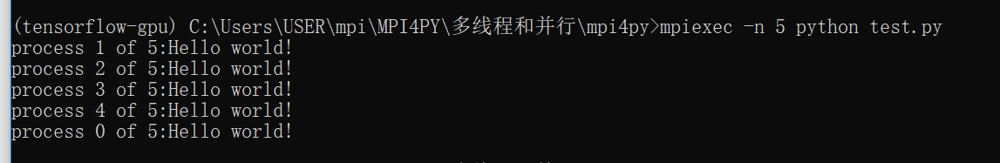 (tensorflow-gpu) C:\Users\USER\mpi\MPI4PY\多线程和并行\mpi4py>mpiexec -n 5 python test.py
process 1 of 5:Hello world!
process 2 of 5:Hello world!
process 3 of 5:Hello world!
process 4 of 5:Hello world!
process 0 of 5:Hello world!